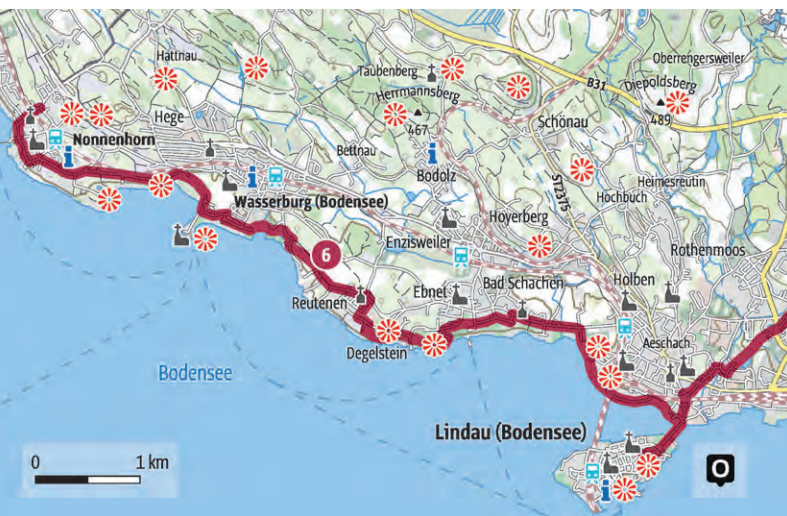 Hattnau
Oberrengersweiler
Taubenberg
Diepoldsberg
B31
Herrmannsberg
467
489
Hege
Schönau
Nonnenhorn
Bettnau
ST2375
i
i
i
Bodolz
Heimesreutin
Hochbuch
Wasserburg (Bodensee)
Hoyerberg
Enzisweiler
Rothenmoos
6
Reutenen
Ebnet
Bad Schachen
Holben
Degelstein
Aeschach
Bodensee
Lindau (Bodensee)
0
1 km
O
i